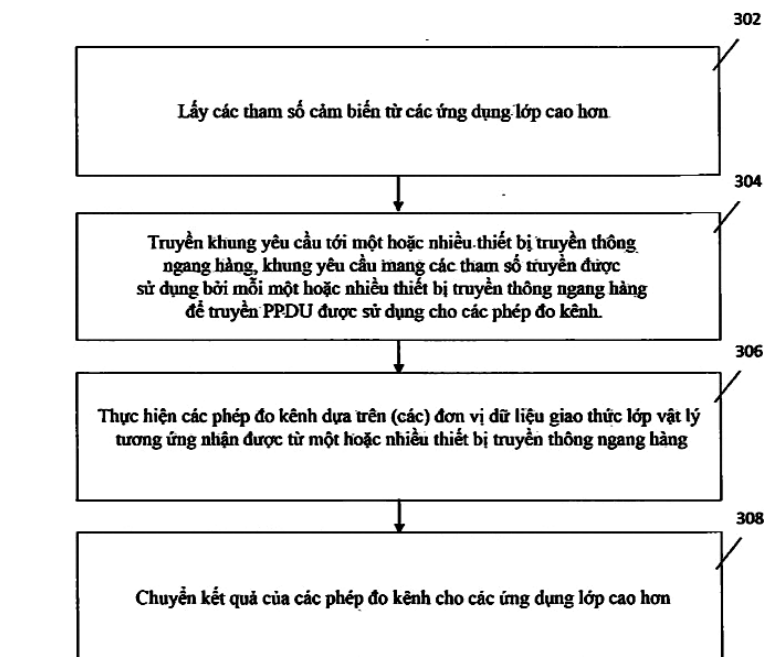 302
Lấy các tham số cảm biến từ các ứng dụng lớp cao hơn
304
Truyền khung yêu cầu tới một hoặc nhiều thiết bị truyền thông
ngang hàng, khung yêu cầu mang các tham số truyền được
sử dụng bởi mỗi một hoặc nhiều thiết bị truyền thông ngang hàng
để truyền PPDU được sử dụng cho các phép đo kênh.
306
Thực hiện các phép đo kênh dựa trên (các) đơn vị dữ liệu giao thức lớp vật lý
tương ứng nhận được từ một hoặc nhiều thiết bị truyền thông ngang hàng
308
Chuyển kết quả của các phép đo kênh cho các ứng dụng lớp cao hơn